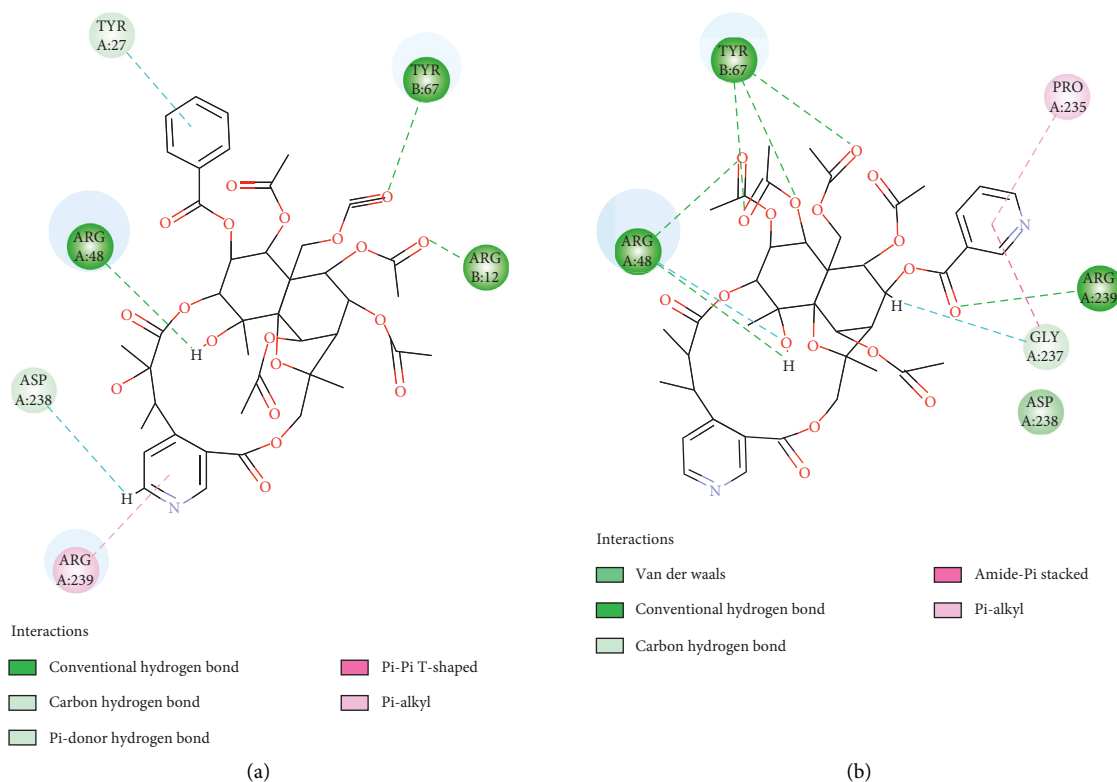 TYR
A:27
TYR
B:67
ARG
A:48
ARG
B:12
ASP
A:238
ARG
A:239
O
O
O
O
O
O
O
O
O
O
O
H
O
O
O
O
O
O
O
O
H
N
Interactions
Conventional hydrogen bond
Carbon hydrogen bond
Pi-donor hydrogen bond
Pi-Pi T-shaped
Pi-alkyl
(a)
TYR
B:67
PRO
A:235
ARG
A:48
ARG
A:239
GLY
A:237
ASP
A:238
O
O
O
O
O
O
O
O
O
N
O
O
O
O
H
O
H
O
O
O
O
O
N
Interactions
Van der waals
Conventional hydrogen bond
Carbon hydrogen bond
Amide-Pi stacked
Pi-alkyl
(b)